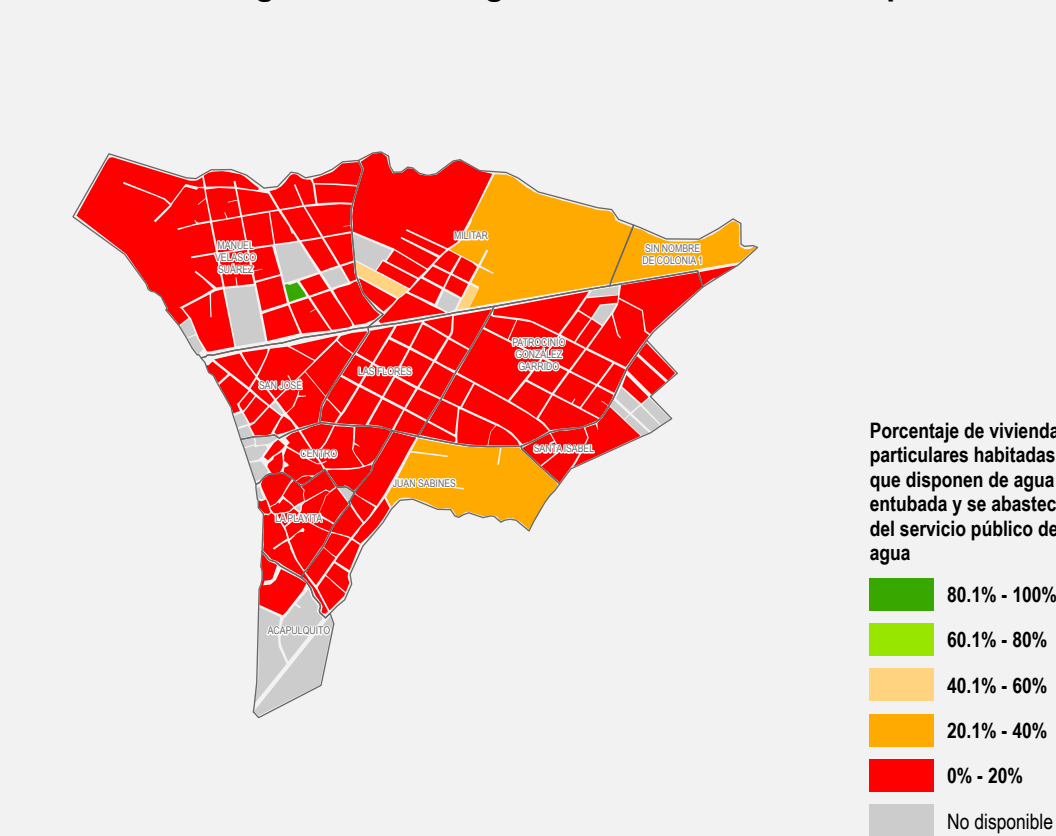 MANUEL
VELASCO
SUÁREZ
MILITAR
SIN NOMBRE
DE COLONIA 1
PATROCINIO
GONZÁLEZ
GARRIDO
LAS FLORES
SAN JOSÉ
CENTRO
SANTA ISABEL
JUAN SABINES
LA PLAYITA
ACAPULQUITO
Porcentaje de vivienda
particulares habitadas
que disponen de agua
entubada y se abastec
del servicio público de
agua
80.1% - 100%
60.1% - 80%
40.1% - 60%
20.1% - 40%
0% - 20%
No disponible